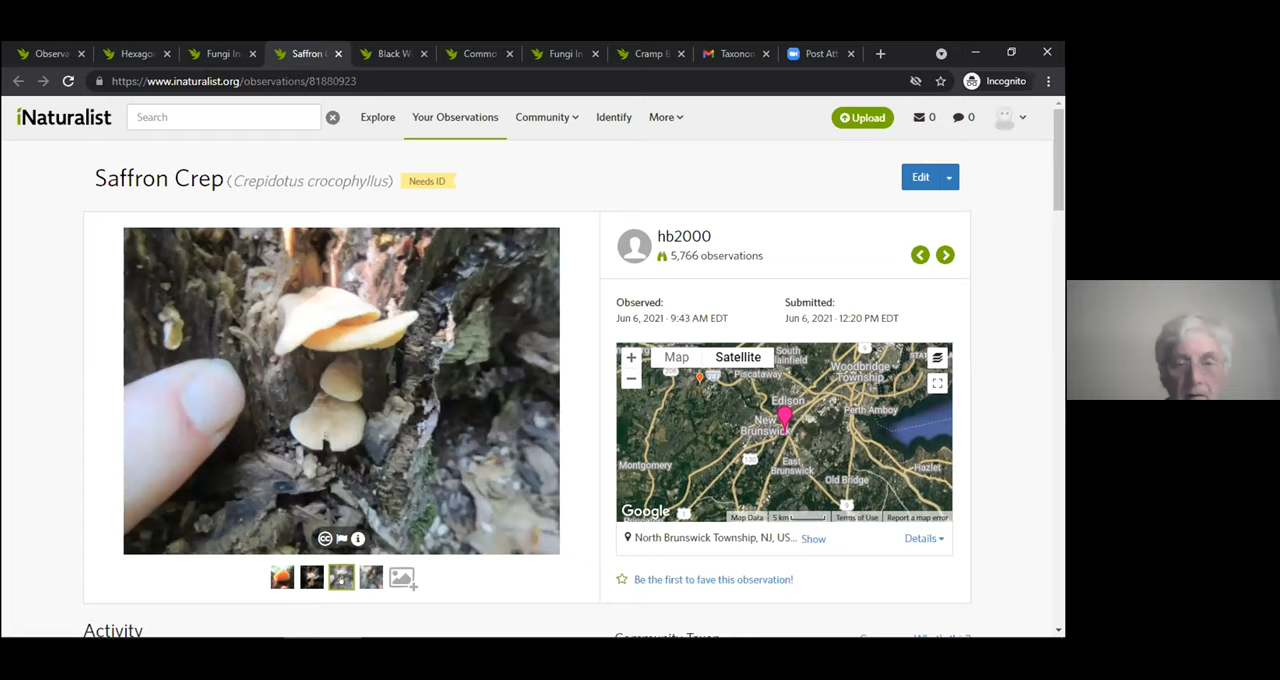 Observa
Hexago
Fungi In
Saffron C
Black W
Commo
Fungi In
Cramp B
Taxonon
Post Att
https://www.inaturalist.org/observations/81880923
Incognito
iNaturalist
Search
Explore
Your Observations
Community
Identify
More
Upload
0
0
Saffron Crep (Crepidotus crocophyllus)
Needs ID
Edit
hb2000
5,766 observations
Observed:
Jun 6, 2021 · 9:43 AM EDT
Submitted:
Jun 6, 2021 · 12:20 PM EDT
Map
Satellite
South
Plainfield
Piscataway
287
Woodbridge
Township
Edison
New
Brunswick
Perth Amboy
130
East
Brunswick
Montgomery
Hazlet
Old Bridge
Google
Map Data
5 km
Terms of Use
Report a map error
North Brunswick Township, NJ, US...
Show
Details
Be the first to fave this observation!
Activity